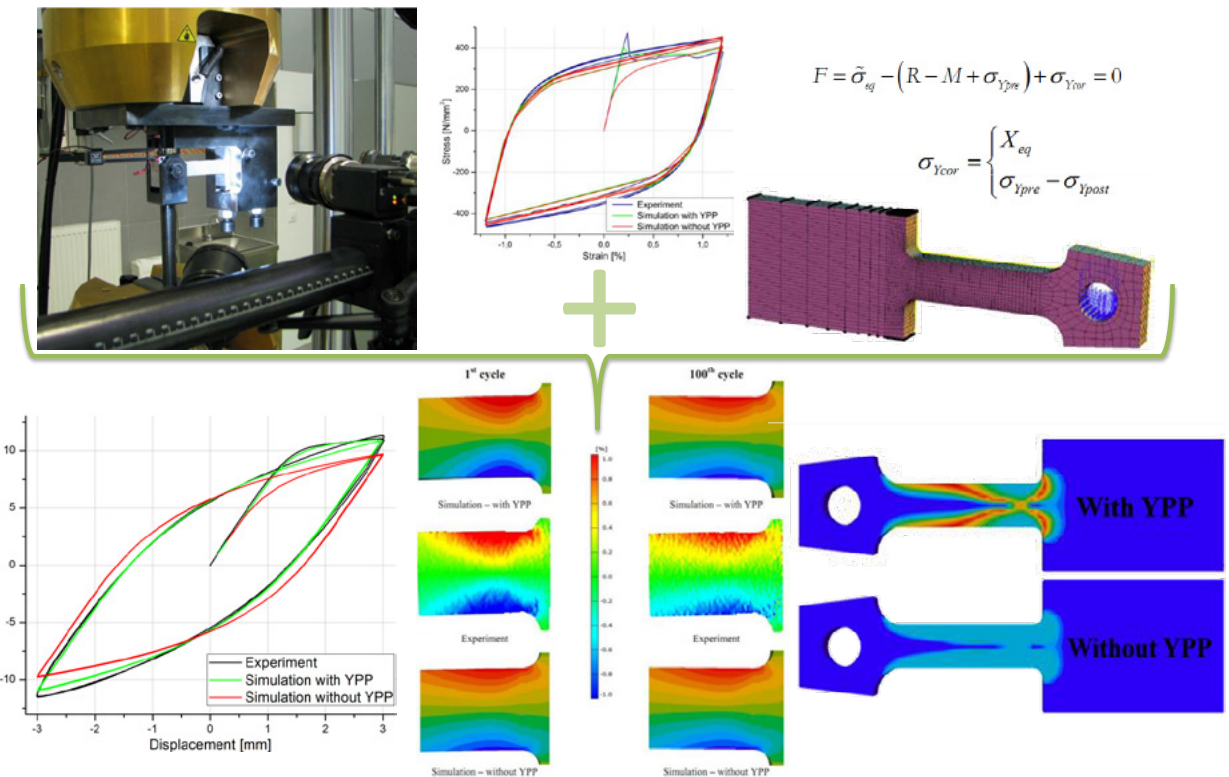 400
200
0
-200
-400
Stress [N/mm²]
Experiment
Simulation with YPP
Simulation without YPP
-1,0
-0,5
0,0
0,5
1,0
Strain [%]
F = σ̃eq − (R − M + σYpre) + σYcor = 0
σYcor = { Xeq
σYpre − σYpost
+
1st cycle
100th cycle
10
5
0
-5
-10
Experiment
Simulation with YPP
Simulation without YPP
-3
-2
-1
0
1
2
3
Displacement [mm]
Simulation – with YPP
Experiment
Simulation – without YPP
[%]
1.0
0.8
0.6
0.4
0.2
-0.2
-0.4
-0.6
-0.8
-1.0
Simulation – with YPP
Experiment
Simulation – without YPP
With YPP
Without YPP